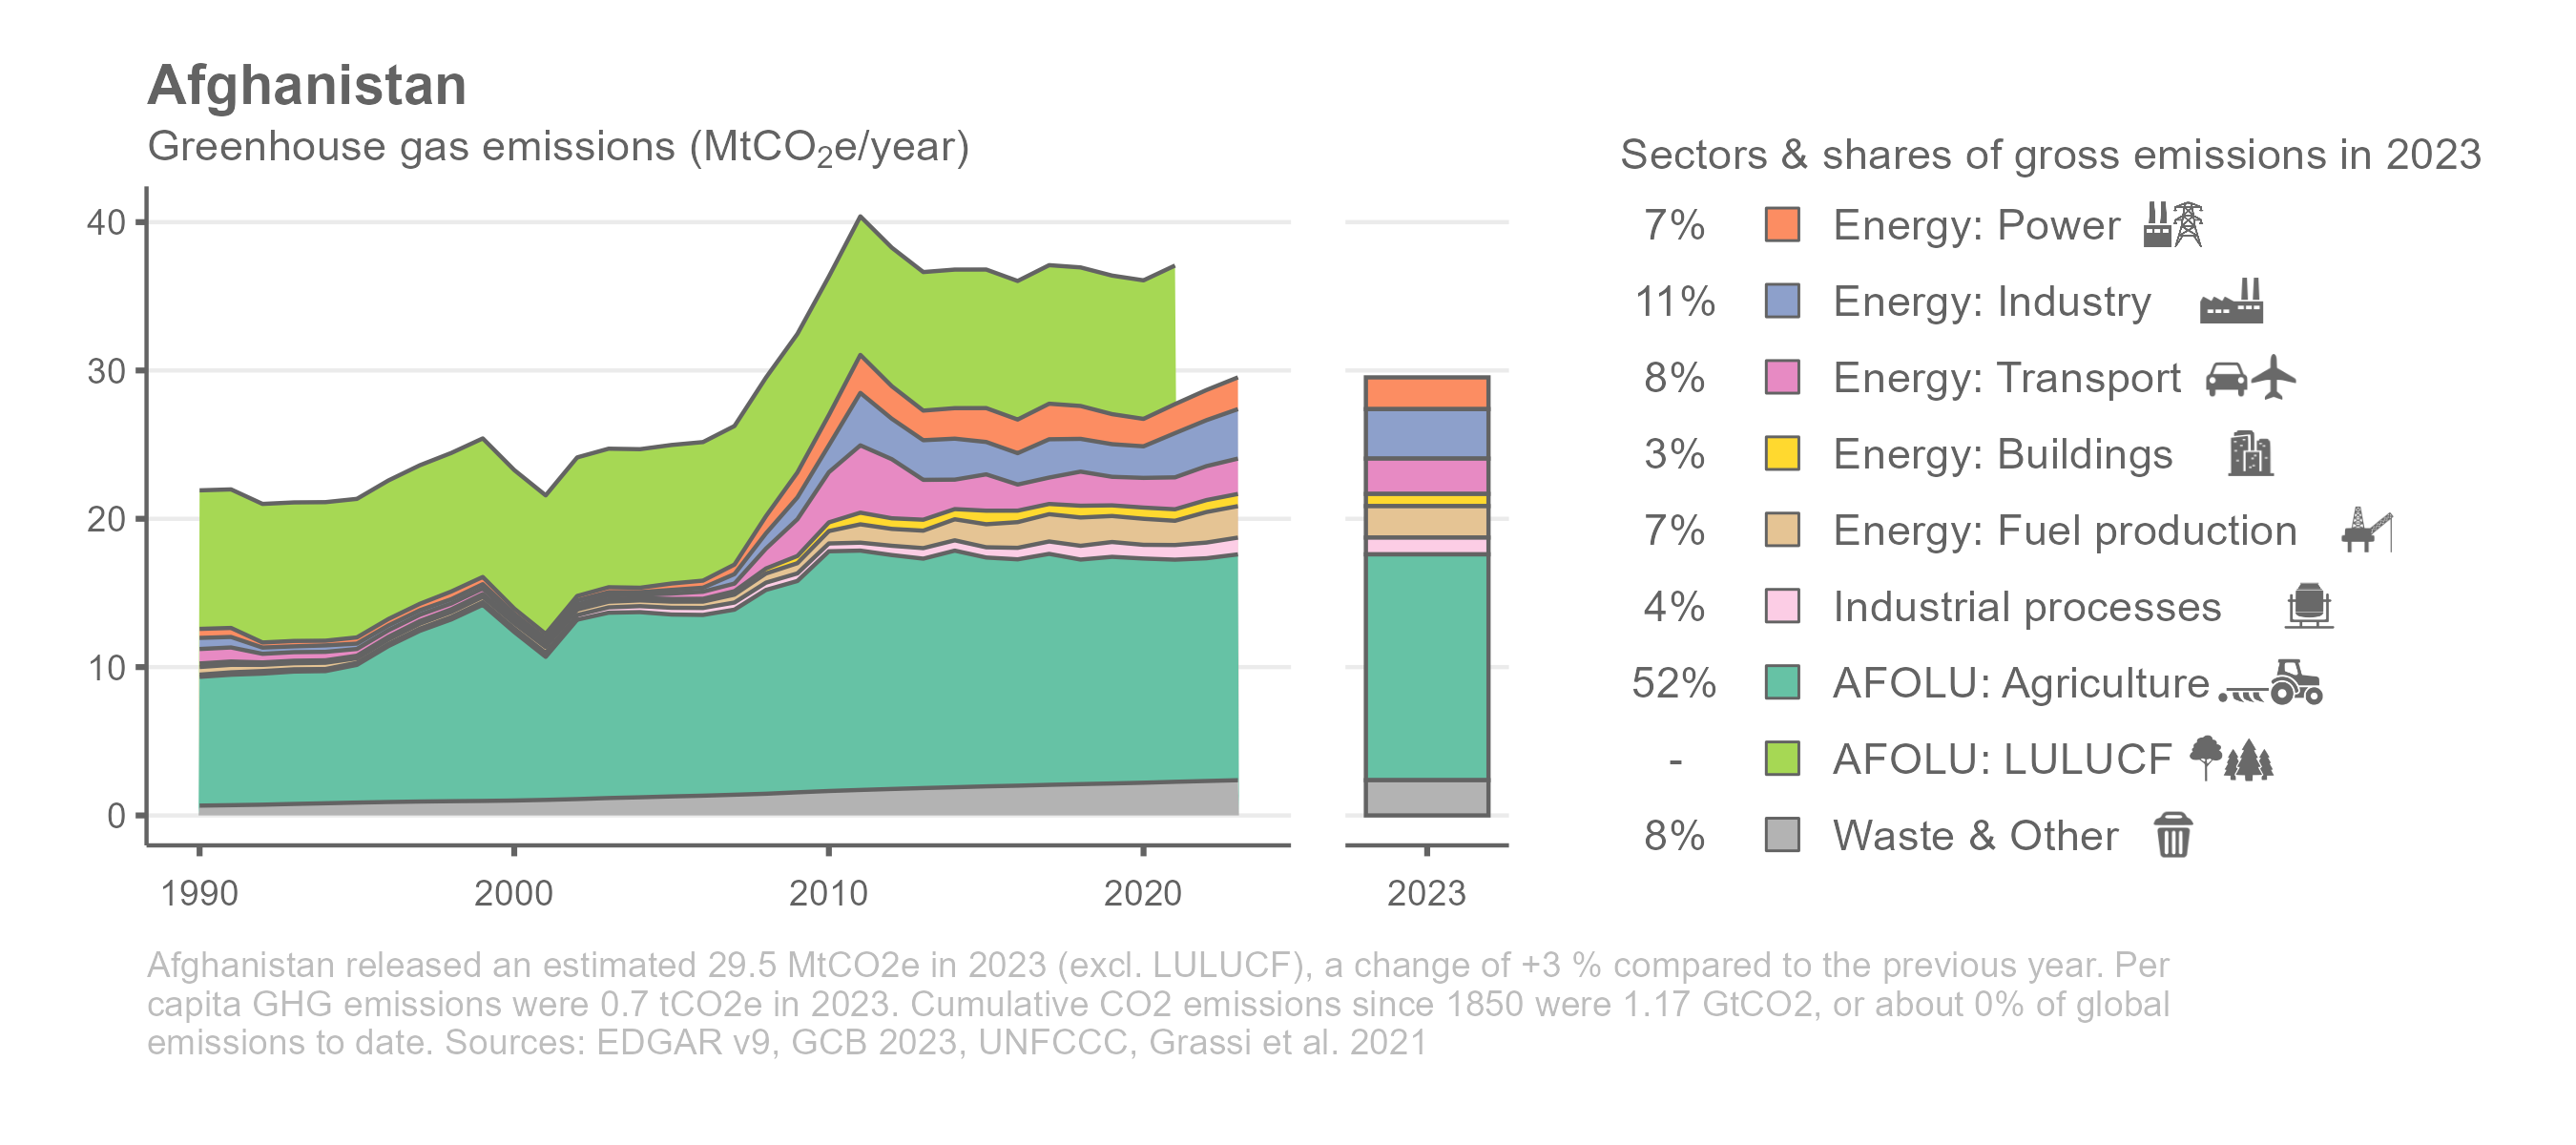 Afghanistan
Greenhouse gas emissions (MtCO₂e/year)
40
30
20
10
0
1990 2000 2010 2020 2023
Sectors & shares of gross emissions in 2023
7% Energy: Power
11% Energy: Industry
8% Energy: Transport
3% Energy: Buildings
7% Energy: Fuel production
4% Industrial processes
52% AFOLU: Agriculture
- AFOLU: LULUCF
8% Waste & Other
Afghanistan released an estimated 29.5 MtCO2e in 2023 (excl. LULUCF), a change of +3 % compared to the previous year. Per
capita GHG emissions were 0.7 tCO2e in 2023. Cumulative CO2 emissions since 1850 were 1.17 GtCO2, or about 0% of global
emissions to date. Sources: EDGAR v9, GCB 2023, UNFCCC, Grassi et al. 2021